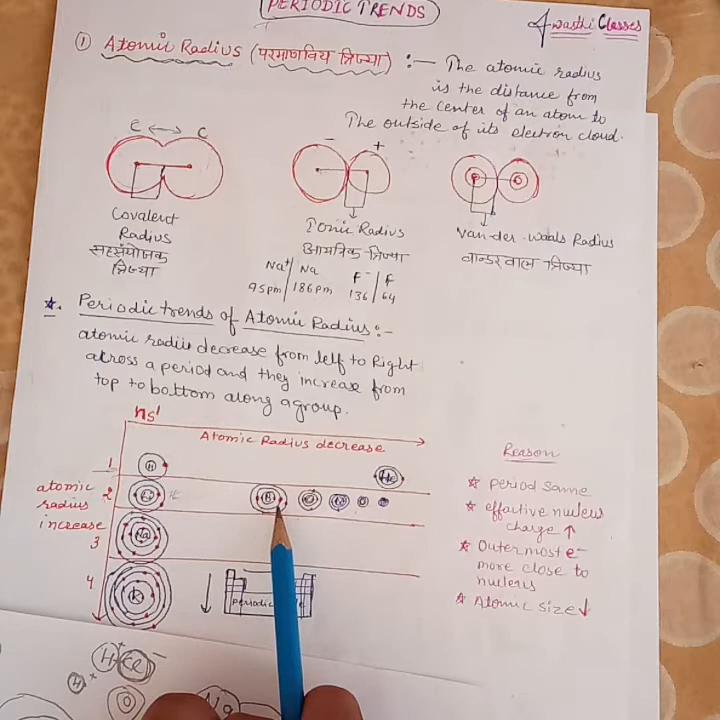 PERIODIC TRENDS
Awasthi Classes
① Atomic Radius (परमाणविय त्रिज्या) :— The atomic radius
is the distance from
the center of an atom to
The outside of its electron cloud.
C ↔ C
- +
Covalent
Radius
सहसंयोजक
त्रिज्या
Ionic Radius
आयनिक त्रिज्या
Na⁺ | Na
95pm | 186pm
F⁻ | F
136 | 64
Van der-waals Radius
वान्डरवाल त्रिज्या
★. Periodic trends of Atomic Radius:-
atomic radii decrease from left to Right
across a period and they increase from
top to bottom along a group.
ns¹
Atomic Radius decrease
1
H
He
atomic
radius
increase
2
Li
B
3
Na
4
K
Periodic
Reason
★ period same
★ effective nucleus
charge ↑
★ Outermost e-
more close to
nucleus
★ Atomic size↓
H⁺ Cl⁻
H⁺
O
Na